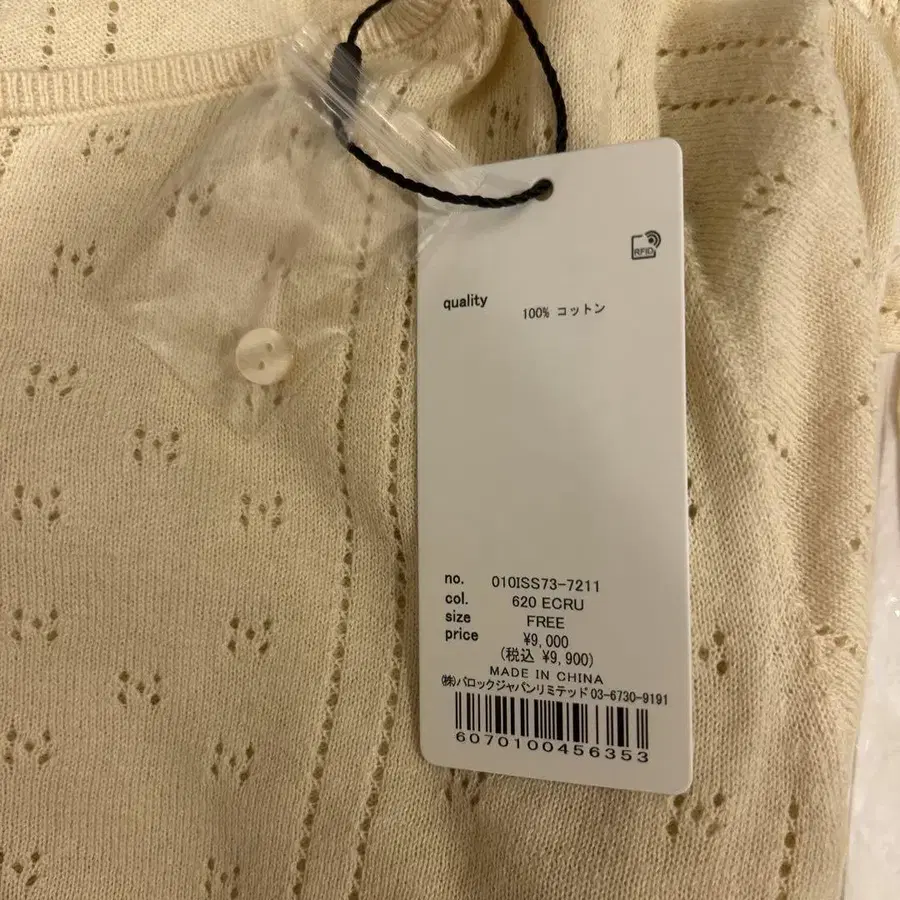 RFID
quality
100% コットン
no. 010ISS73-7211
col. 620 ECRU
size FREE
price ¥9,000
(税込 ¥9,900)
MADE IN CHINA
㈱バロックジャパンリミテッド 03-6730-9191
6070100456353